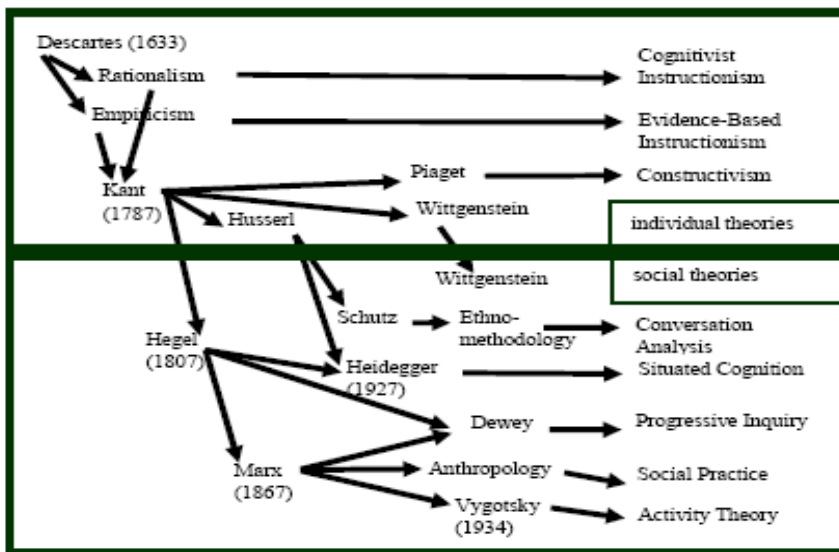 Descartes (1633)
Rationalism
Cognitivist
Instructionism
Empiricism
Evidence-Based
Instructionism
Kant
(1787)
Piaget
Constructivism
Husserl
Wittgenstein
individual theories
Wittgenstein
social theories
Schutz
Ethno-
methodology
Conversation
Analysis
Hegel
(1807)
Heidegger
(1927)
Situated Cognition
Dewey
Progressive Inquiry
Marx
(1867)
Anthropology
Social Practice
Vygotsky
(1934)
Activity Theory